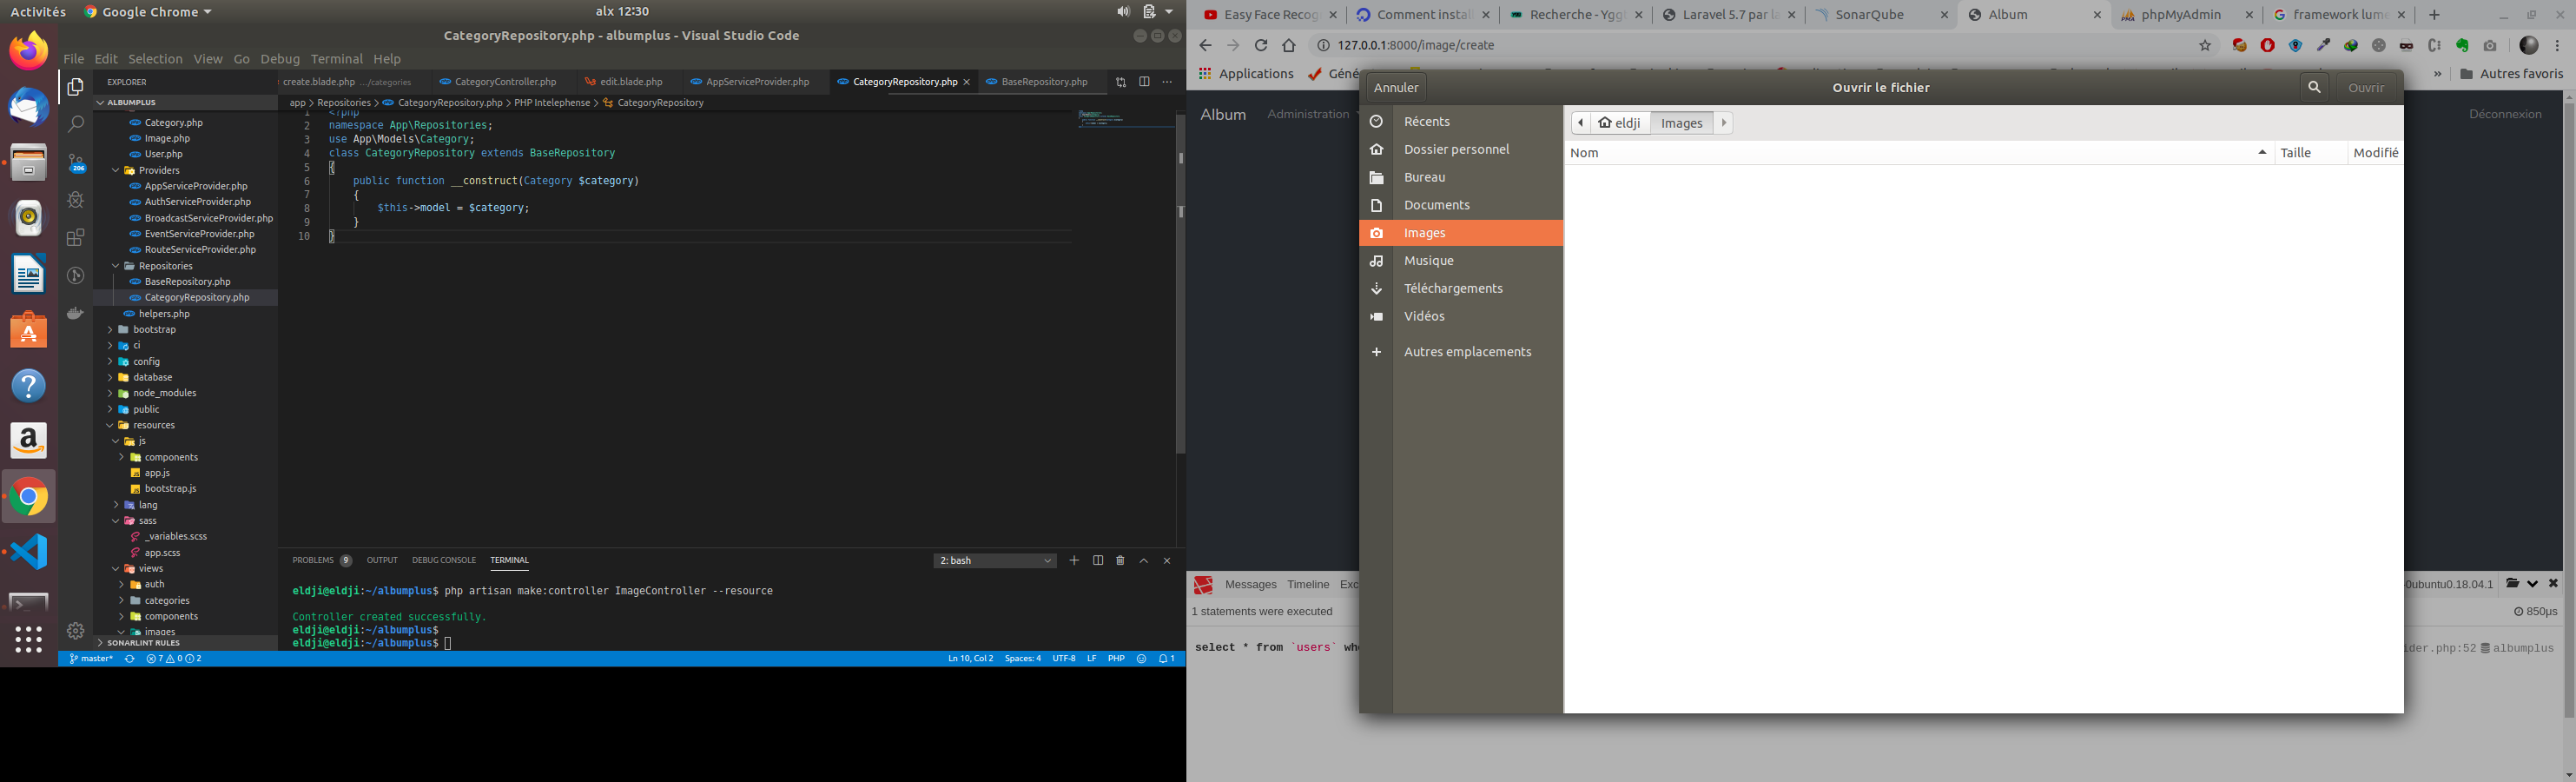 Activités
Google Chrome
alx 12:30
CategoryRepository.php - albumplus - Visual Studio Code
File Edit Selection View Go Debug Terminal Help
EXPLORER
ALBUMPLUS
Category.php
Image.php
User.php
Providers
AppServiceProvider.php
AuthServiceProvider.php
BroadcastServiceProvider.php
EventServiceProvider.php
RouteServiceProvider.php
Repositories
BaseRepository.php
CategoryRepository.php
helpers.php
bootstrap
ci
config
database
node_modules
public
resources
js
components
app.js
bootstrap.js
lang
sass
_variables.scss
app.scss
views
auth
categories
components
images
SONARLINT RULES
206
create.blade.php .../categories
CategoryController.php
edit.blade.php
AppServiceProvider.php
CategoryRepository.php
BaseRepository.php
app > Repositories > CategoryRepository.php > PHP Intelephense > CategoryRepository
1 <?php
2 namespace App\Repositories;
3 use App\Models\Category;
4 class CategoryRepository extends BaseRepository
5 {
6 public function __construct(Category $category)
7 {
8 $this->model = $category;
9 }
10 }
PROBLEMS 9 OUTPUT DEBUG CONSOLE TERMINAL
2: bash
eldji@eldji:~/albumplus$ php artisan make:controller ImageController --resource
Controller created successfully.
eldji@eldji:~/albumplus$
eldji@eldji:~/albumplus$
master* 7 0 2
Ln 10, Col 2 Spaces: 4 UTF-8 LF PHP 1
Easy Face Recog
Comment install
Recherche - Ygg
Laravel 5.7 par la
SonarQube
Album
phpMyAdmin
framework lume
127.0.0.1:8000/image/create
Applications
Autres favoris
Album
Administration
Déconnexion
Annuler
Ouvrir le fichier
Ouvrir
eldji Images
Récents
Dossier personnel
Bureau
Documents
Images
Musique
Téléchargements
Vidéos
Autres emplacements
Nom Taille Modifié
Messages Timeline Exc
0ubuntu0.18.04.1
1 statements were executed
850μs
select * from `users` whe
ider.php:52 albumplus